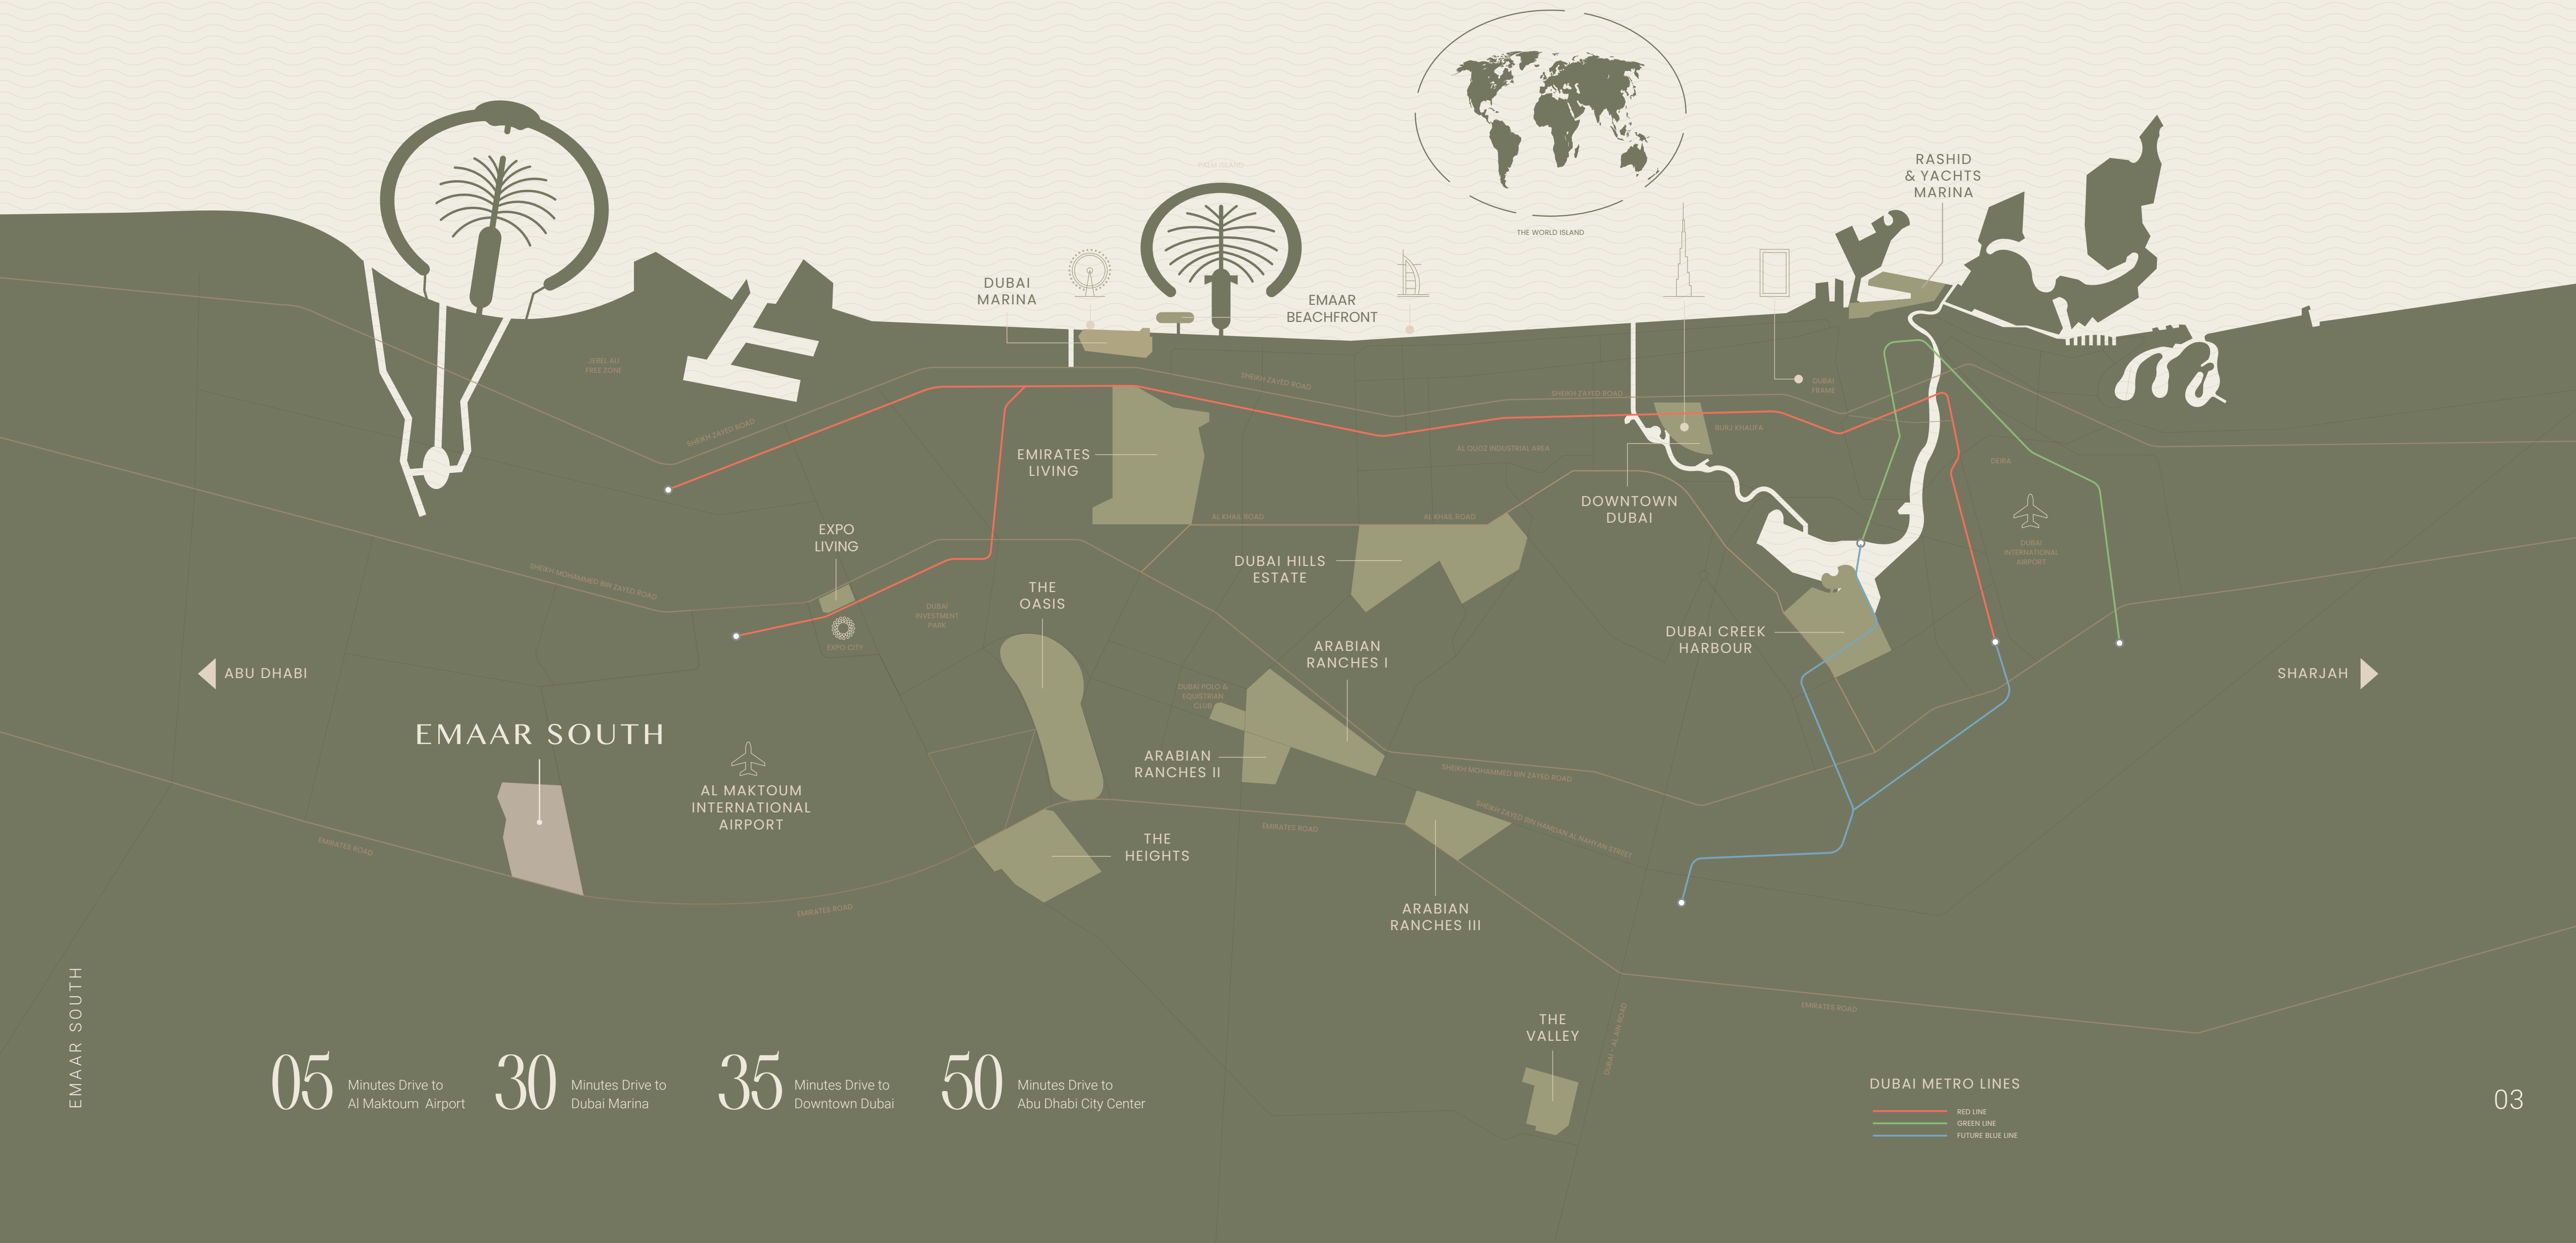 PALM ISLAND
RASHID
& YACHTS
MARINA
THE WORLD ISLAND
DUBAI
MARINA
EMAAR
BEACHFRONT
JEBEL ALI
FREE ZONE
SHEIKH ZAYED ROAD
SHEIKH ZAYED ROAD
SHEIKH ZAYED ROAD
DUBAI
FRAME
BURJ KHALIFA
AL QUOZ INDUSTRIAL AREA
EMIRATES
LIVING
DEIRA
DOWNTOWN
DUBAI
AL KHAIL ROAD
AL KHAIL ROAD
EXPO
LIVING
DUBAI
INTERNATIONAL
AIRPORT
DUBAI HILLS
ESTATE
SHEIKH MOHAMMED BIN ZAYED ROAD
THE
OASIS
DUBAI
INVESTMENT
PARK
EXPO CITY
DUBAI CREEK
HARBOUR
ARABIAN
RANCHES I
ABU DHABI
SHARJAH
DUBAI POLO &
EQUISTRIAN
CLUB
EMAAR SOUTH
ARABIAN
RANCHES II
SHEIKH MOHAMMED BIN ZAYED ROAD
AL MAKTOUM
INTERNATIONAL
AIRPORT
SHEIKH ZAYED BIN HAMDAN AL NAHYAN STREET
EMIRATES ROAD
EMIRATES ROAD
THE
HEIGHTS
EMIRATES ROAD
ARABIAN
RANCHES III
EMIRATES ROAD
THE
VALLEY
DUBAI - AL AIN ROAD
EMAAR SOUTH
05
Minutes Drive to
Al Maktoum Airport
30
Minutes Drive to
Dubai Marina
35
Minutes Drive to
Downtown Dubai
50
Minutes Drive to
Abu Dhabi City Center
DUBAI METRO LINES
RED LINE
GREEN LINE
FUTURE BLUE LINE
03